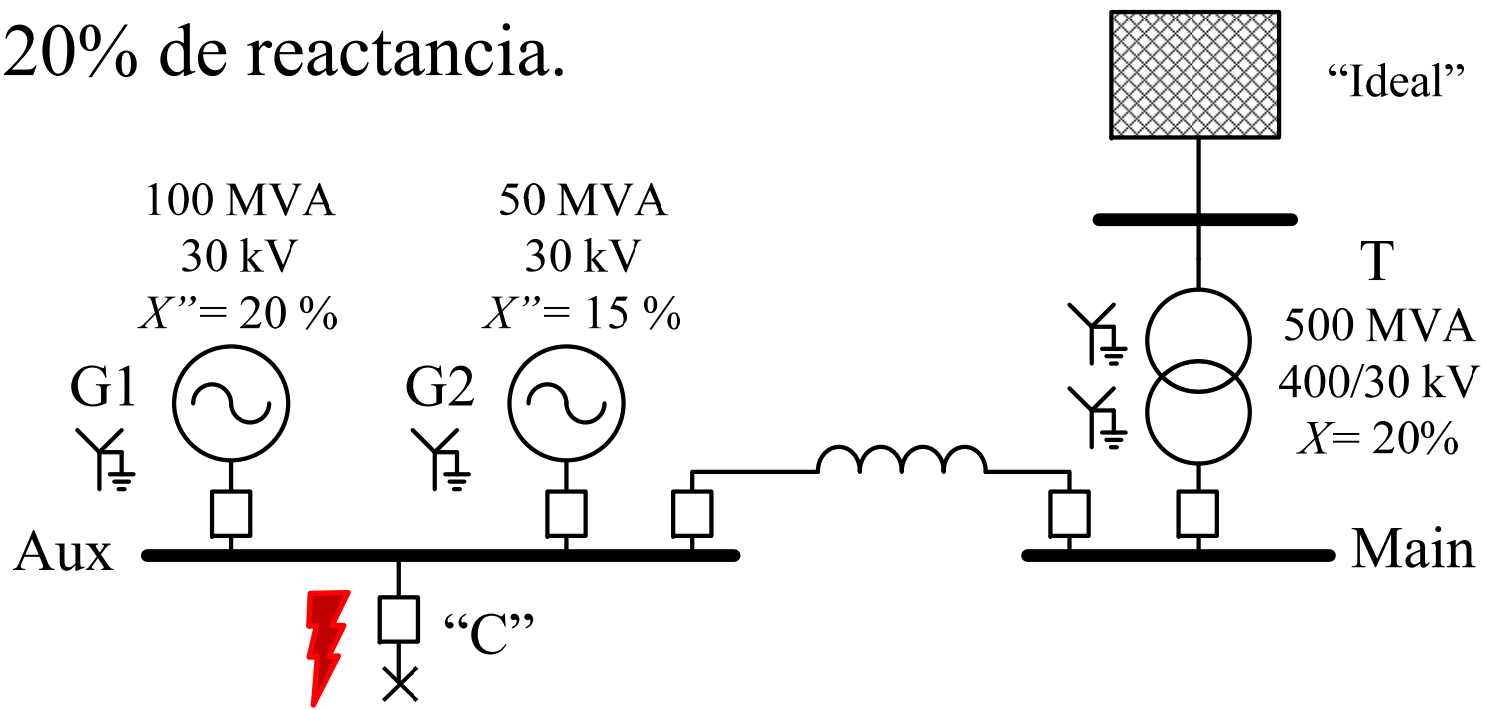 20% de reactancia.
“Ideal”
100 MVA
30 kV
X”= 20 %
G1
50 MVA
30 kV
X”= 15 %
G2
T
500 MVA
400/30 kV
X= 20%
Aux
Main
“C”